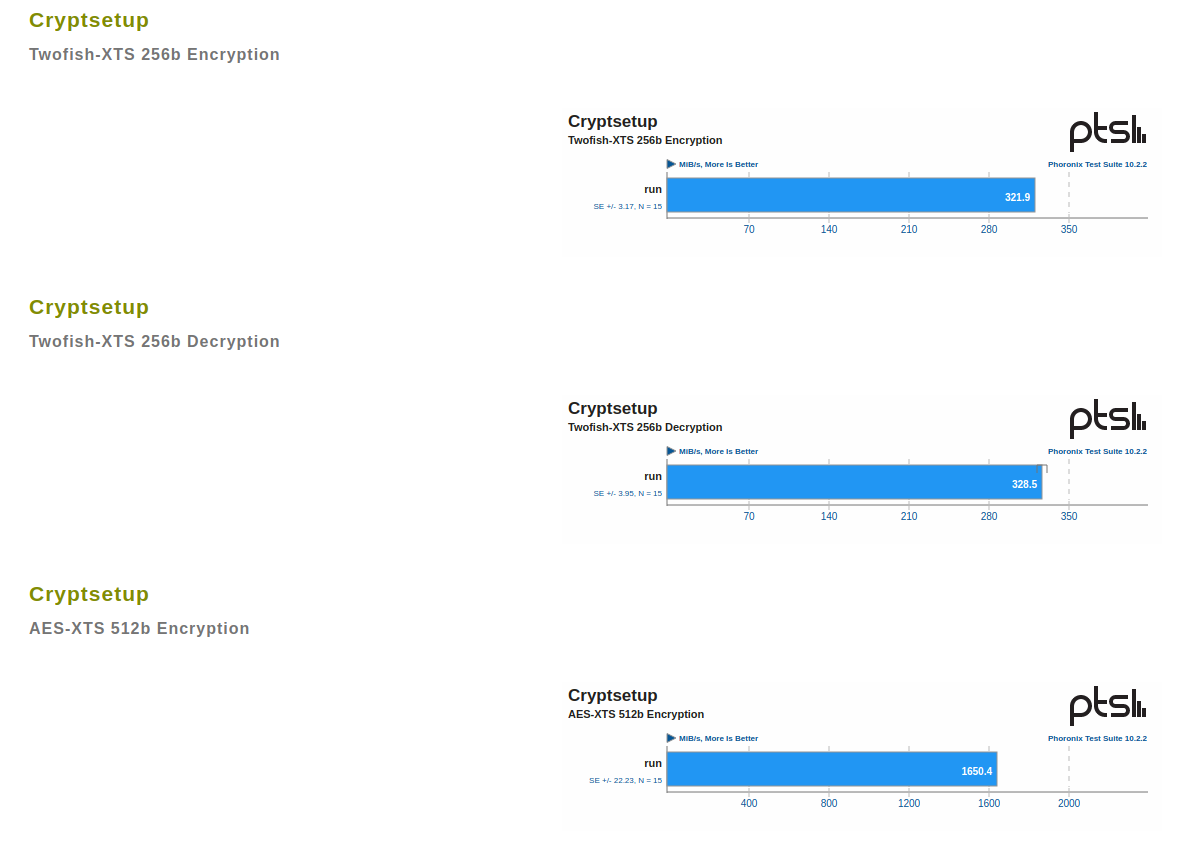 Cryptsetup
Twofish-XTS 256b Encryption
Cryptsetup
Twofish-XTS 256b Encryption
ptsl
MiB/s, More Is Better
Phoronix Test Suite 10.2.2
run
321.9
SE +/- 3.17, N = 15
70 140 210 280 350
Cryptsetup
Twofish-XTS 256b Decryption
Cryptsetup
Twofish-XTS 256b Decryption
ptsl
MiB/s, More Is Better
Phoronix Test Suite 10.2.2
run
328.5
SE +/- 3.95, N = 15
70 140 210 280 350
Cryptsetup
AES-XTS 512b Encryption
Cryptsetup
AES-XTS 512b Encryption
ptsl
MiB/s, More Is Better
Phoronix Test Suite 10.2.2
run
1650.4
SE +/- 22.23, N = 15
400 800 1200 1600 2000